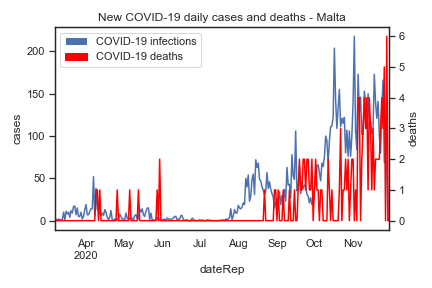 New COVID-19 daily cases and deaths - Malta
COVID-19 infections
COVID-19 deaths
200
150
100
50
0
cases
6
5
4
3
2
1
0
deaths
Apr May Jun Jul Aug Sep Oct Nov
2020
dateRep